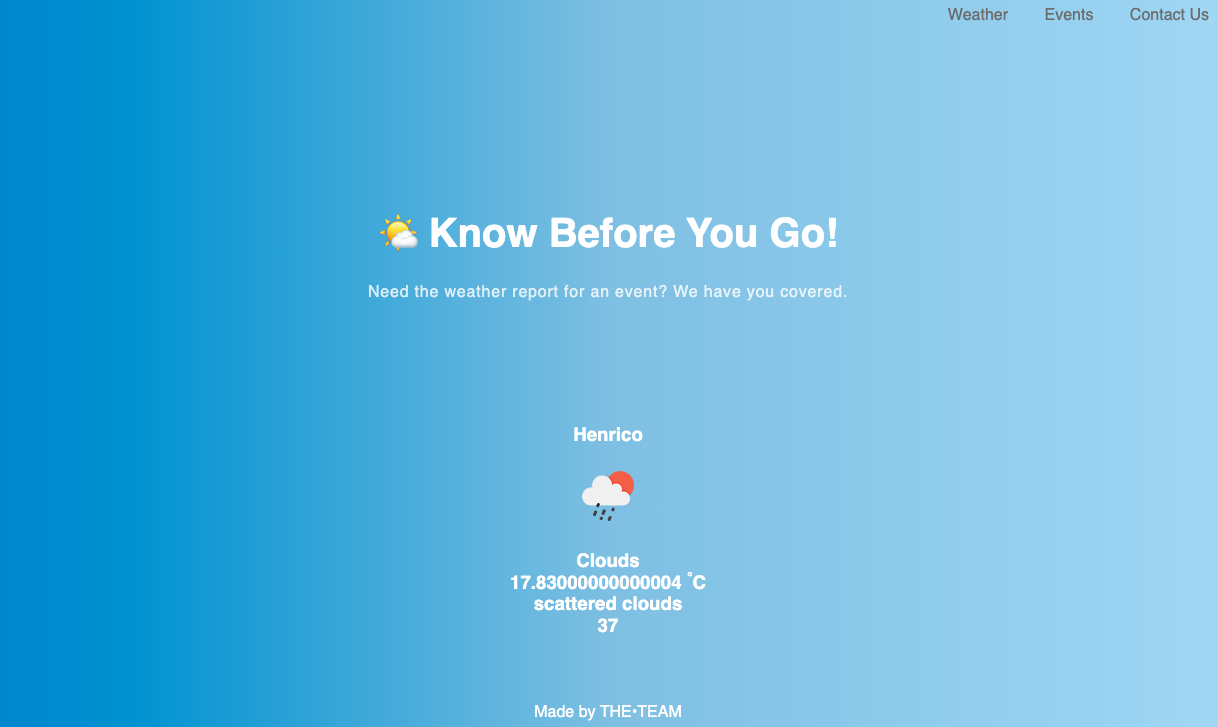 Weather Events Contact Us
Know Before You Go!
Need the weather report for an event? We have you covered.
Henrico
Clouds
17.83000000000004 °C
scattered clouds
37
Made by THE•TEAM